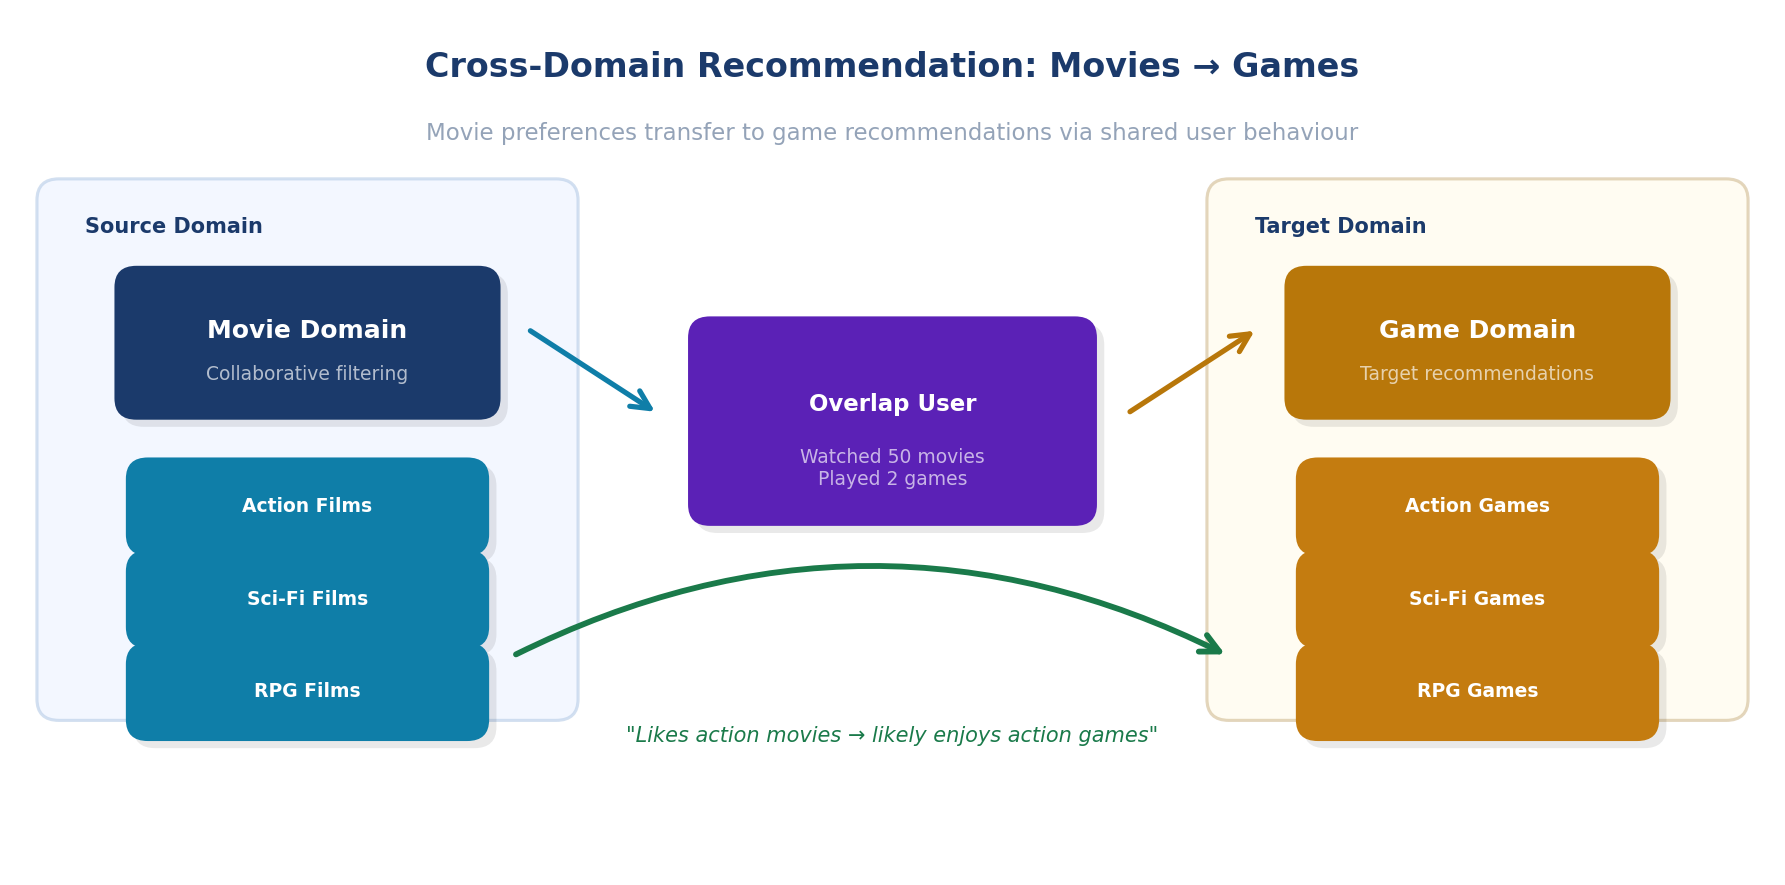 Cross-Domain Recommendation: Movies → Games
Movie preferences transfer to game recommendations via shared user behaviour
Source Domain
Movie Domain
Collaborative filtering
Action Films
Sci-Fi Films
RPG Films
Overlap User
Watched 50 movies
Played 2 games
"Likes action movies → likely enjoys action games"
Target Domain
Game Domain
Target recommendations
Action Games
Sci-Fi Games
RPG Games